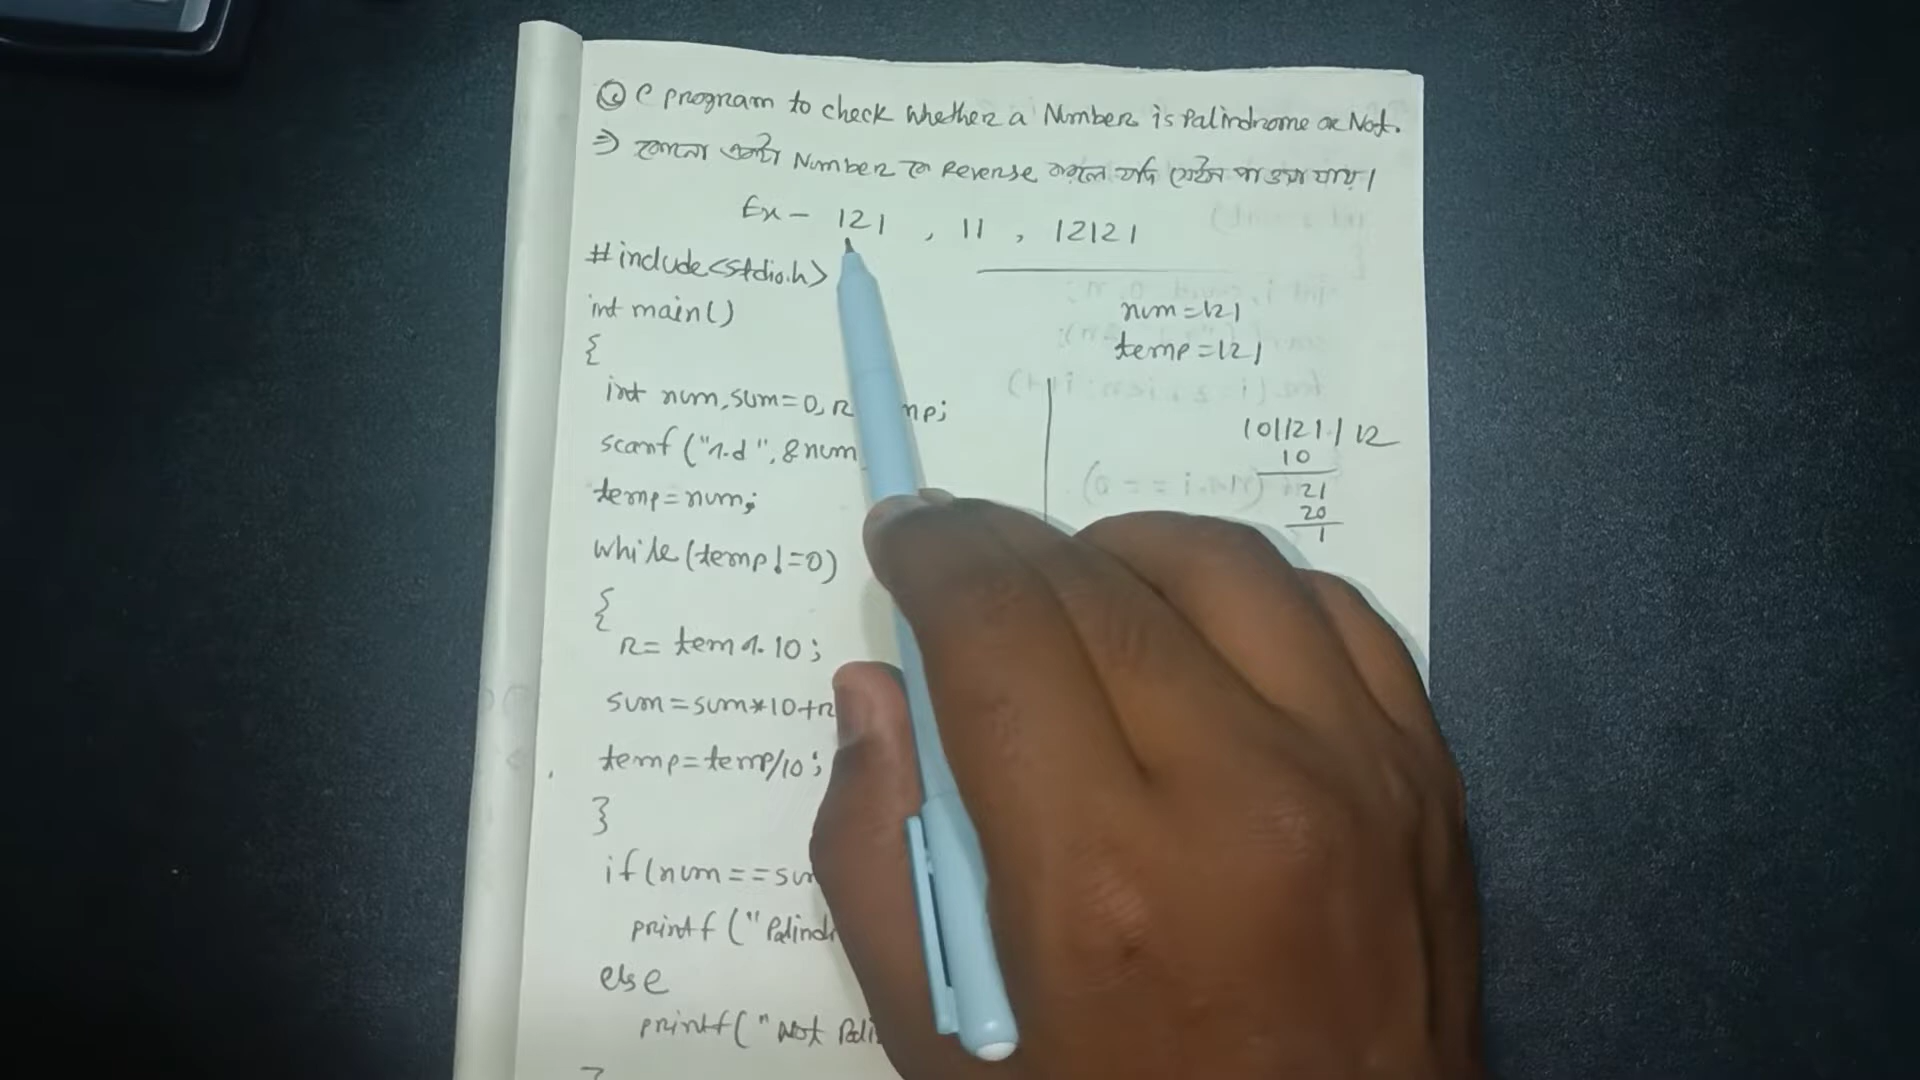 Q C program to check whether a Number is Palindrome or Not.
⇒ কোনো একটা Number কে Reverse করলে যদি সেইটা পাওয়া যায়।
Ex - 121 , 11 , 12121
#include<stdio.h>
int main()
{
int num,sum=0,r mp;
scanf("%d",&num
temp=num;
while(temp!=0)
{
r= tem%10;
sum=sum*10+r
temp=temp/10;
}
if(num==su
printf("Palind
else
printf("Not Pali
}
num=121
temp=121
10)121)12
10
21
20
1